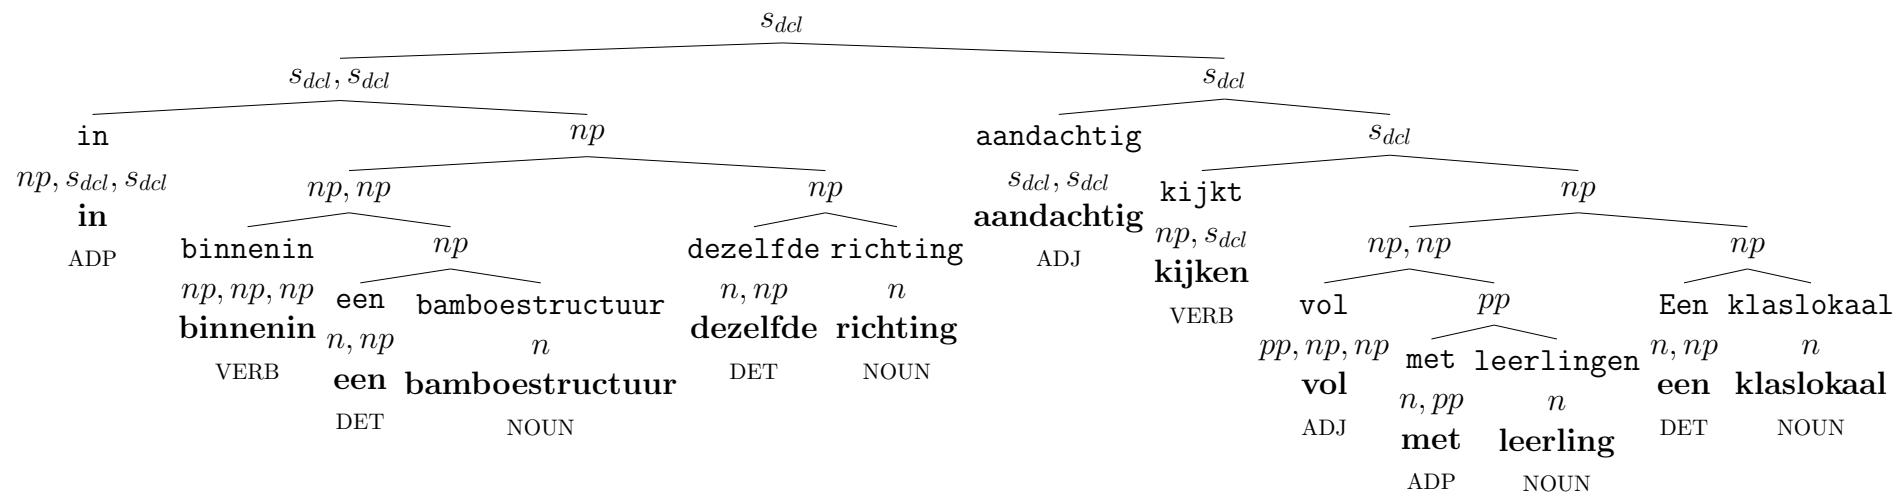 s_dcl
s_dcl, s_dcl s_dcl
in np aandachtig s_dcl
np, s_dcl, s_dcl np, np np s_dcl, s_dcl kijkt np
in binnenin np dezelfde richting aandachtig np, s_dcl np, np np
ADP np, np, np een bamboestructuur n, np n ADJ kijken vol pp Een klaslokaal
binnenin n, np n dezelfde richting VERB pp, np, np met leerlingen n, np n
VERB een bamboestructuur DET NOUN vol n, pp n een klaslokaal
DET NOUN ADJ met leerling DET NOUN
ADP NOUN